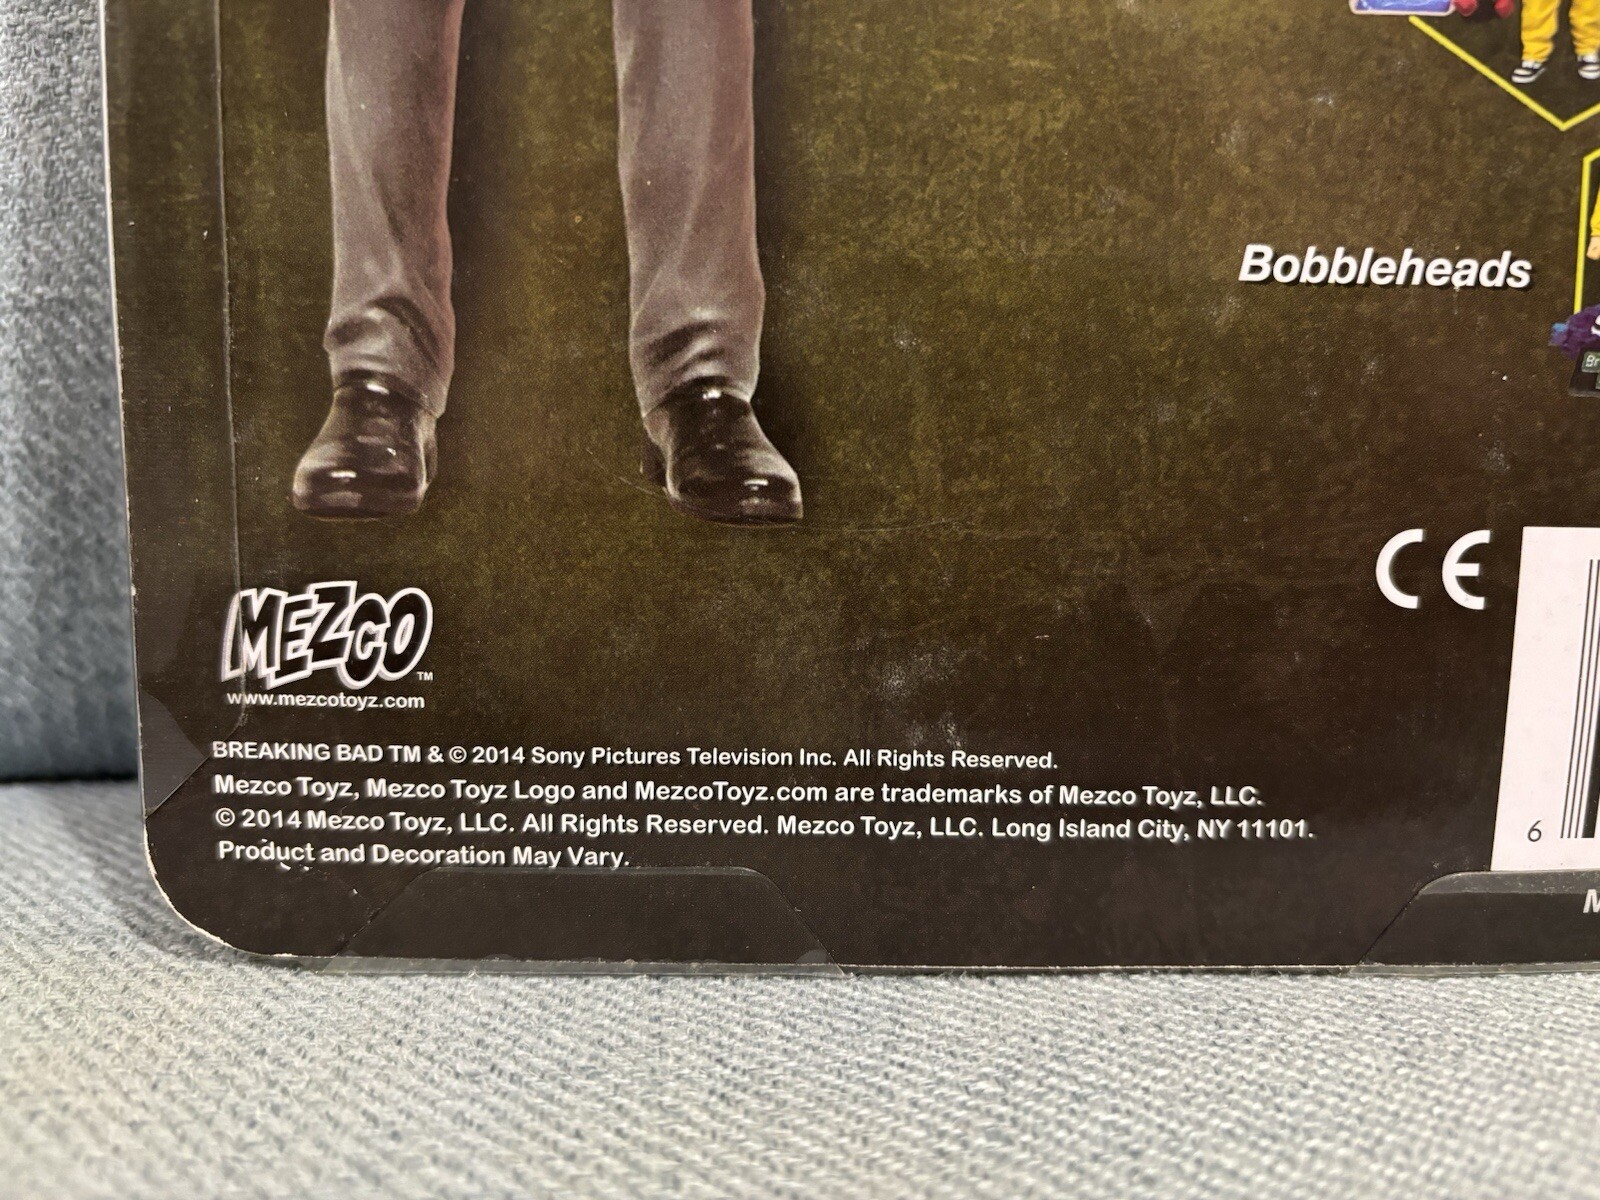 Bobbleheads
CE
MEZCO™
www.mezcotoyz.com
BREAKING BAD TM & © 2014 Sony Pictures Television Inc. All Rights Reserved.
Mezco Toyz, Mezco Toyz Logo and MezcoToyz.com are trademarks of Mezco Toyz, LLC.
© 2014 Mezco Toyz, LLC. All Rights Reserved. Mezco Toyz, LLC. Long Island City, NY 11101.
Product and Decoration May Vary.
6